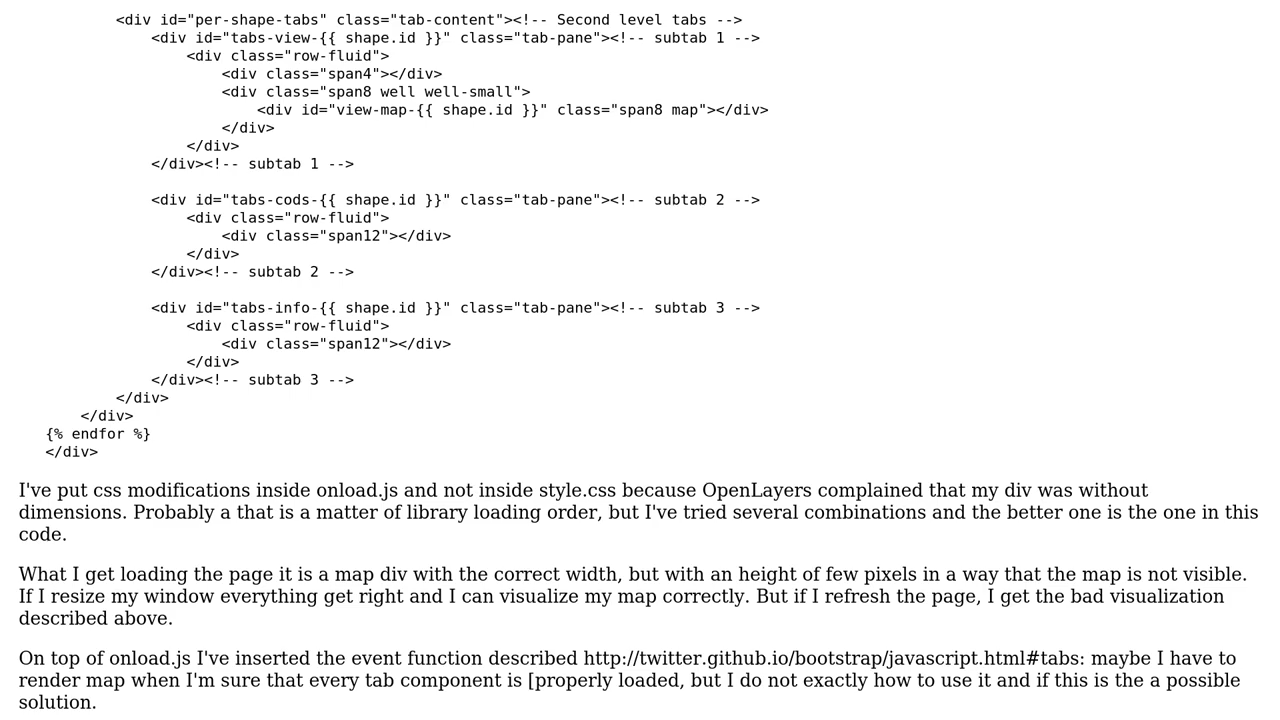 <div id="per-shape-tabs" class="tab-content"><!-- Second level tabs -->
<div id="tabs-view-{{ shape.id }}" class="tab-pane"><!-- subtab 1 -->
<div class="row-fluid">
<div class="span4"></div>
<div class="span8 well well-small">
<div id="view-map-{{ shape.id }}" class="span8 map"></div>
</div>
</div>
</div><!-- subtab 1 -->
<div id="tabs-cods-{{ shape.id }}" class="tab-pane"><!-- subtab 2 -->
<div class="row-fluid">
<div class="span12"></div>
</div>
</div><!-- subtab 2 -->
<div id="tabs-info-{{ shape.id }}" class="tab-pane"><!-- subtab 3 -->
<div class="row-fluid">
<div class="span12"></div>
</div>
</div><!-- subtab 3 -->
</div>
</div>
{% endfor %}
</div>
I've put css modifications inside onload.js and not inside style.css because OpenLayers complained that my div was without
dimensions. Probably a that is a matter of library loading order, but I've tried several combinations and the better one is the one in this
code.
What I get loading the page it is a map div with the correct width, but with an height of few pixels in a way that the map is not visible.
If I resize my window everything get right and I can visualize my map correctly. But if I refresh the page, I get the bad visualization
described above.
On top of onload.js I've inserted the event function described http://twitter.github.io/bootstrap/javascript.html#tabs: maybe I have to
render map when I'm sure that every tab component is [properly loaded, but I do not exactly how to use it and if this is the a possible
solution.